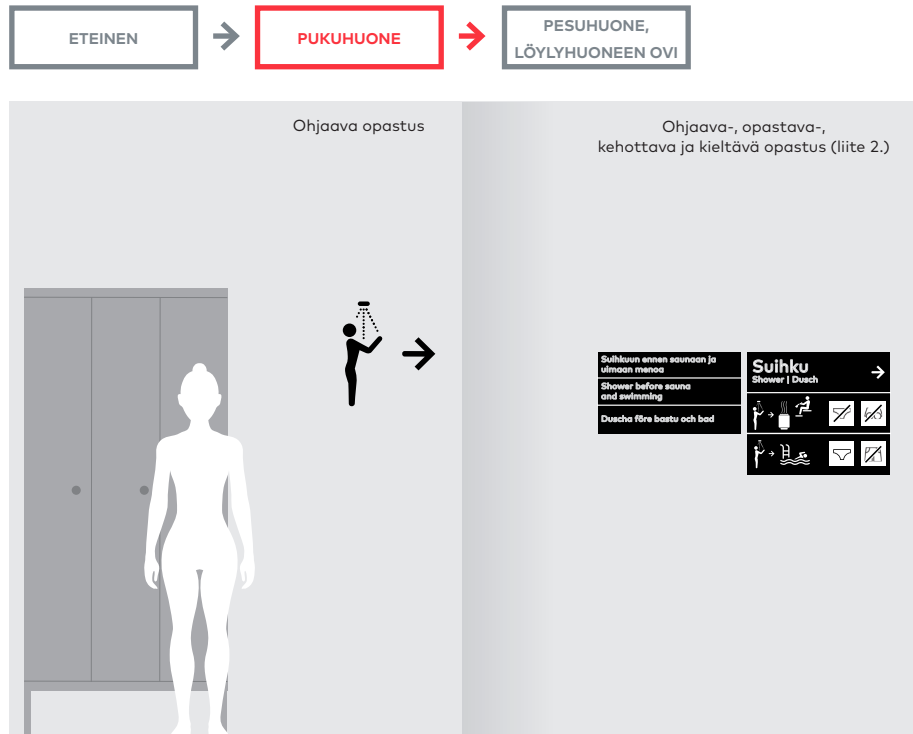 ETEINEN
PUKUHUONE
PESUHUONE,
LÖYLYHUONEEN OVI
Ohjaava opastus
Ohjaava-, opastava-,
kehottava ja kieltävä opastus (liite 2.)
Suihkuun ennen saunaan ja
uimaan menoa
Shower before sauna
and swimming
Duscha före bastu och bad
Suihku
Shower | Dusch